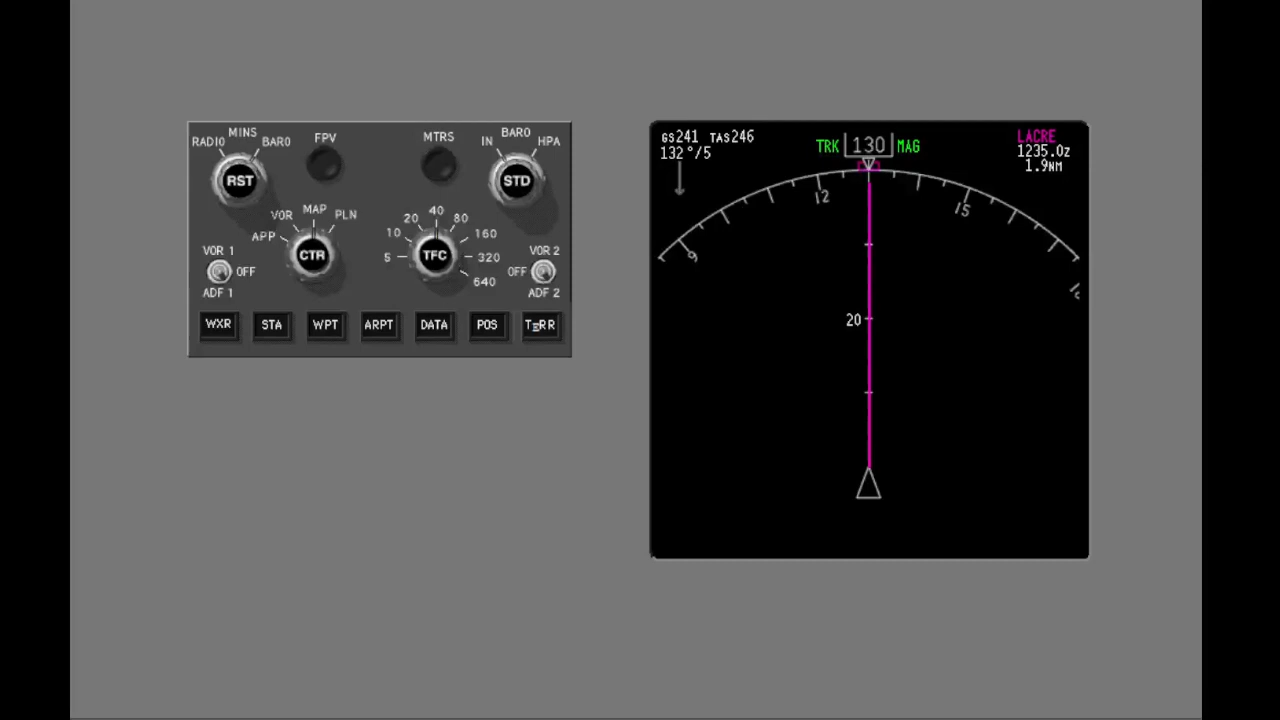 RADIO MINS BARO
FPV
MTRS
IN BARO HPA
RST
STD
VOR MAP PLN
APP
CTR
10 20 40 80 160
5 320
640
TFC
VOR 1
OFF
ADF 1
VOR 2
OFF
ADF 2
WXR STA WPT ARPT DATA POS TERR
GS241 TAS246
132°/5
TRK 130 MAG
LACRE
1235.0z
1.9NM
9 12 15
20